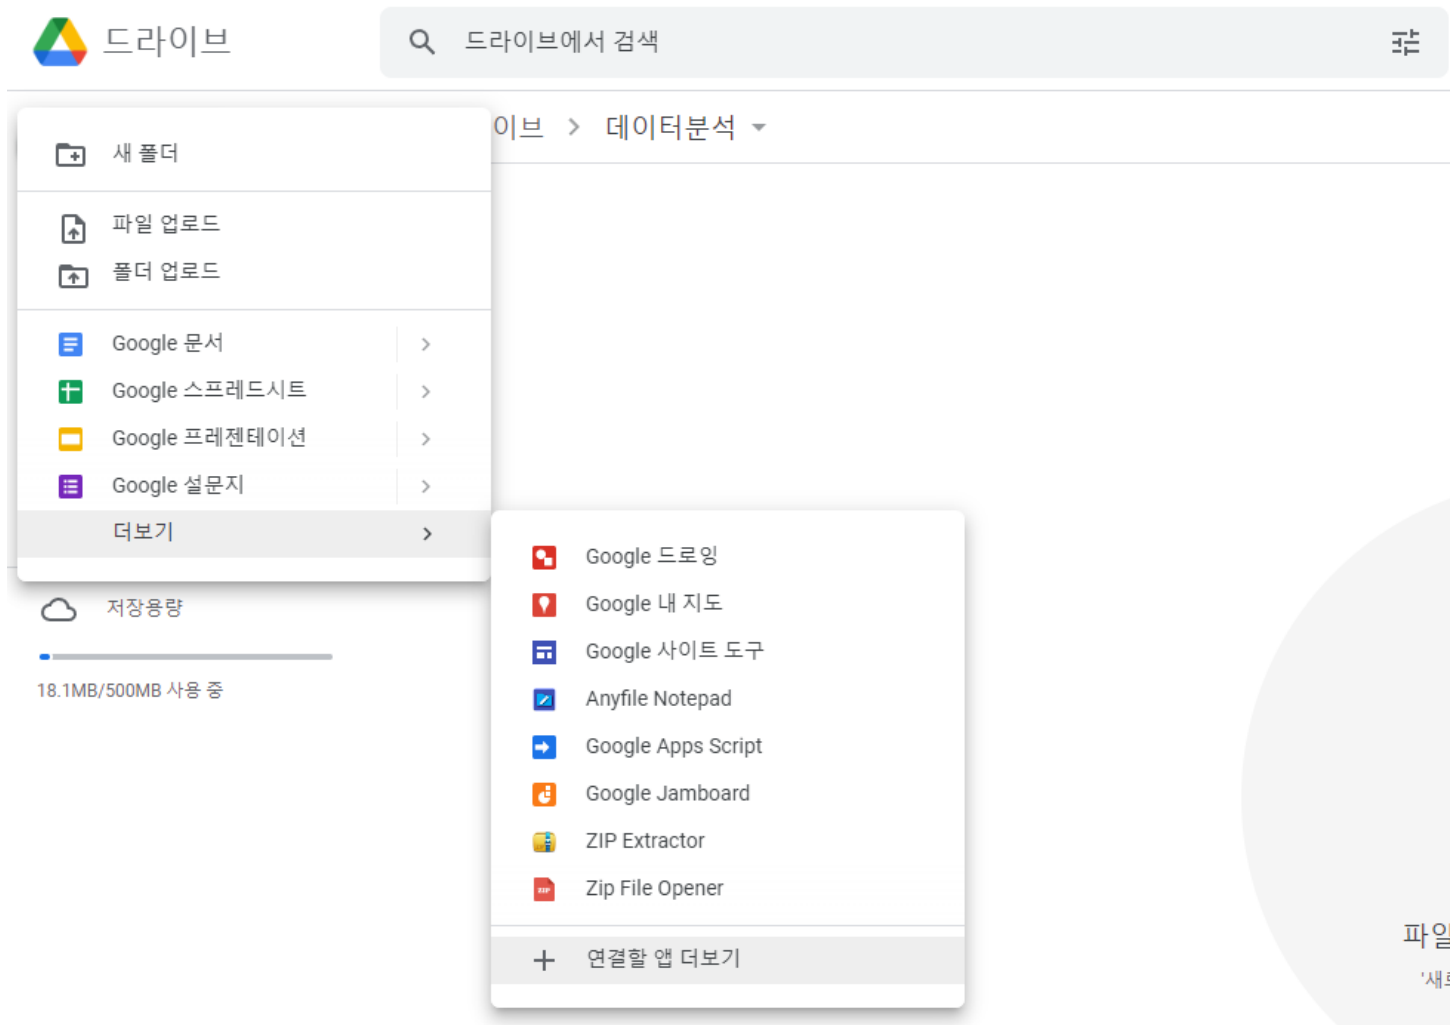 드라이브
드라이브에서 검색
이브 > 데이터분석
새 폴더
파일 업로드
폴더 업로드
Google 문서
Google 스프레드시트
Google 프레젠테이션
Google 설문지
더보기
저장용량
18.1MB/500MB 사용 중
Google 드로잉
Google 내 지도
Google 사이트 도구
Anyfile Notepad
Google Apps Script
Google Jamboard
ZIP Extractor
Zip File Opener
연결할 앱 더보기
파일